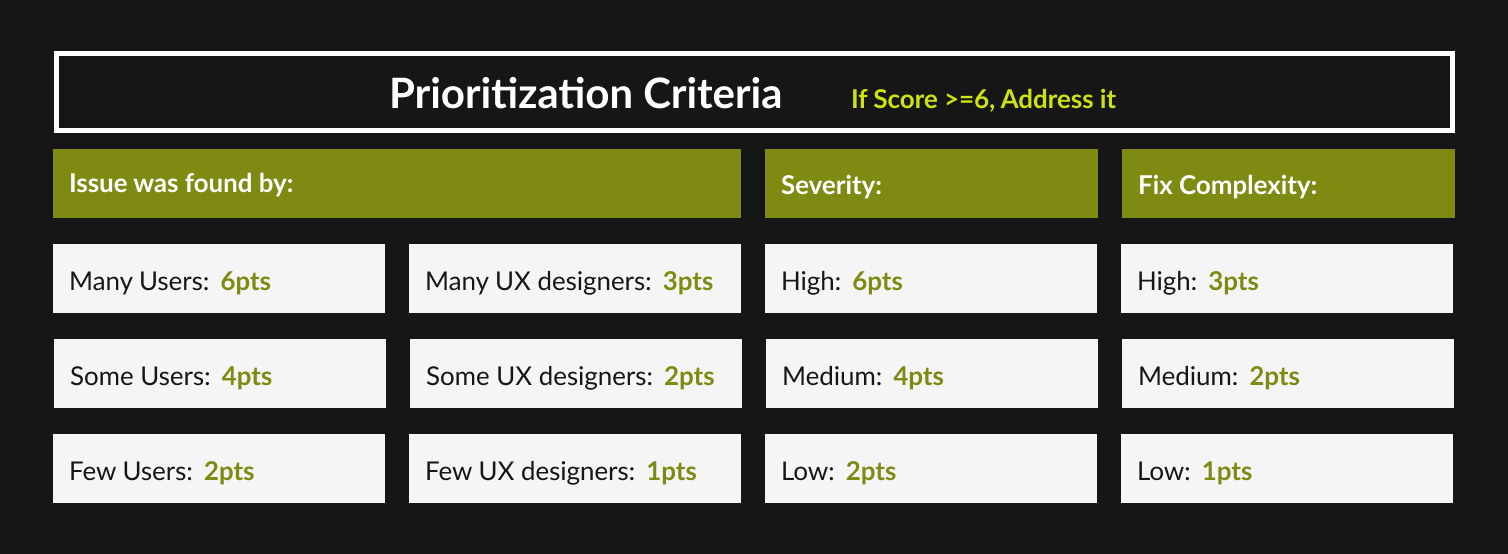 Prioritization Criteria If Score >=6, Address it
Issue was found by: Severity: Fix Complexity:
Many Users: 6pts Many UX designers: 3pts High: 6pts High: 3pts
Some Users: 4pts Some UX designers: 2pts Medium: 4pts Medium: 2pts
Few Users: 2pts Few UX designers: 1pts Low: 2pts Low: 1pts